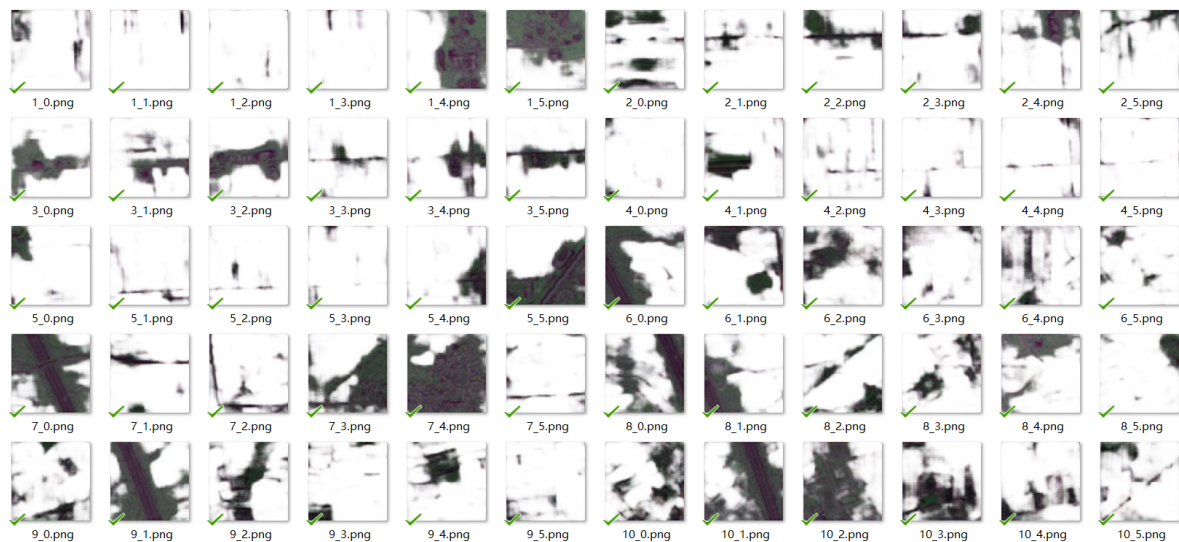 1_0.png 1_1.png 1_2.png 1_3.png 1_4.png 1_5.png 2_0.png 2_1.png 2_2.png 2_3.png 2_4.png 2_5.png
3_0.png 3_1.png 3_2.png 3_3.png 3_4.png 3_5.png 4_0.png 4_1.png 4_2.png 4_3.png 4_4.png 4_5.png
5_0.png 5_1.png 5_2.png 5_3.png 5_4.png 5_5.png 6_0.png 6_1.png 6_2.png 6_3.png 6_4.png 6_5.png
7_0.png 7_1.png 7_2.png 7_3.png 7_4.png 7_5.png 8_0.png 8_1.png 8_2.png 8_3.png 8_4.png 8_5.png
9_0.png 9_1.png 9_2.png 9_3.png 9_4.png 9_5.png 10_0.png 10_1.png 10_2.png 10_3.png 10_4.png 10_5.png